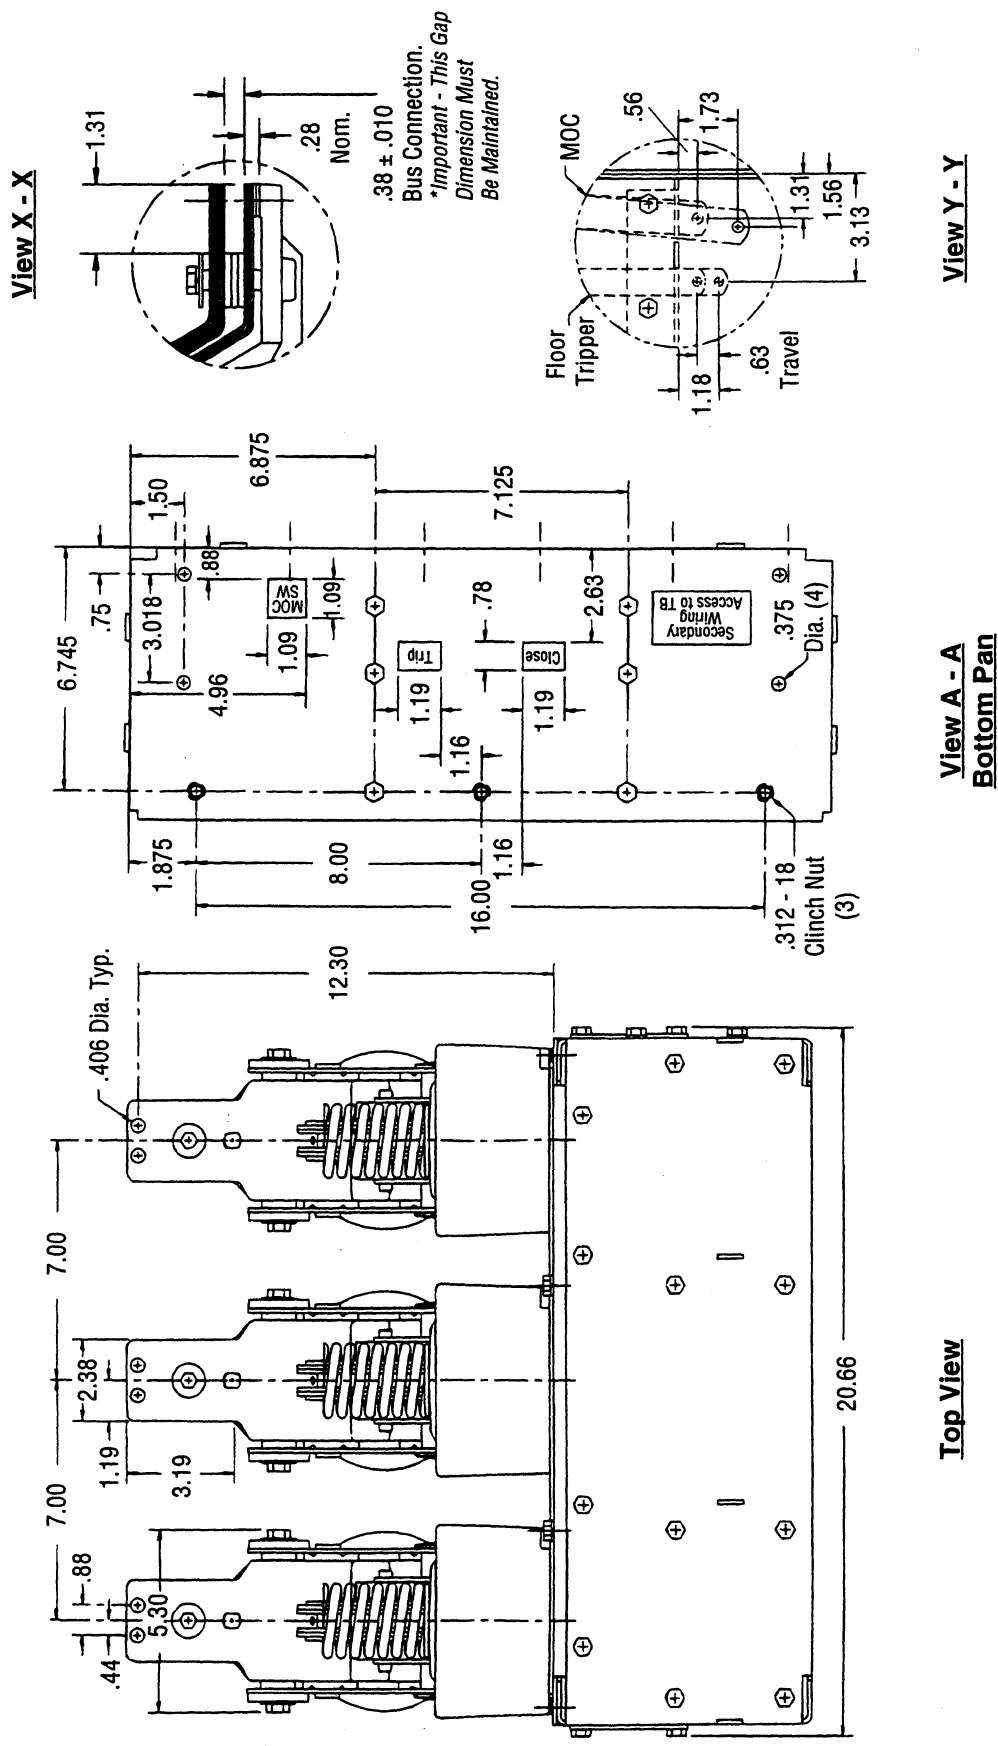 View X - X
1.31
.28
Nom.
.38 ± .010
Bus Connection.
*Important - This Gap
Dimension Must
Be Maintained.
View Y - Y
MOC
.56
1.73
1.31
1.56
3.13
Floor
Tripper
1.18
.63
Travel
View A - A
Bottom Pan
6.745
.75
3.018
1.50
.88
6.875
7.125
MOC
SW
1.09
1.09
4.96
Trip
1.19
.78
Close
1.19
2.63
1.16
1.16
Secondary
Wiring
Access to TB
.375
Dia. (4)
1.875
8.00
16.00
.312 - 18
Clinch Nut
(3)
Top View
.406 Dia. Typ.
12.30
7.00
7.00
2.38
1.19
3.19
.88
.44
5.30
20.66